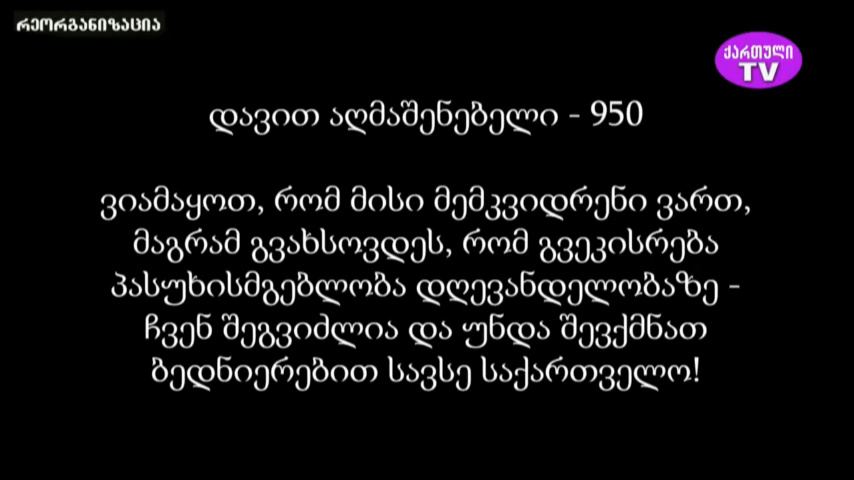 რეორგანიზაცია
ქართული
TV
დავით აღმაშენებელი - 950
ვიამაყოთ, რომ მისი მემკვიდრენი ვართ,
მაგრამ გვახსოვდეს, რომ გვეკისრება
პასუხისმგებლობა დღევანდელობაზე -
ჩვენ შეგვიძლია და უნდა შევქმნათ
ბედნიერებით სავსე საქართველო!